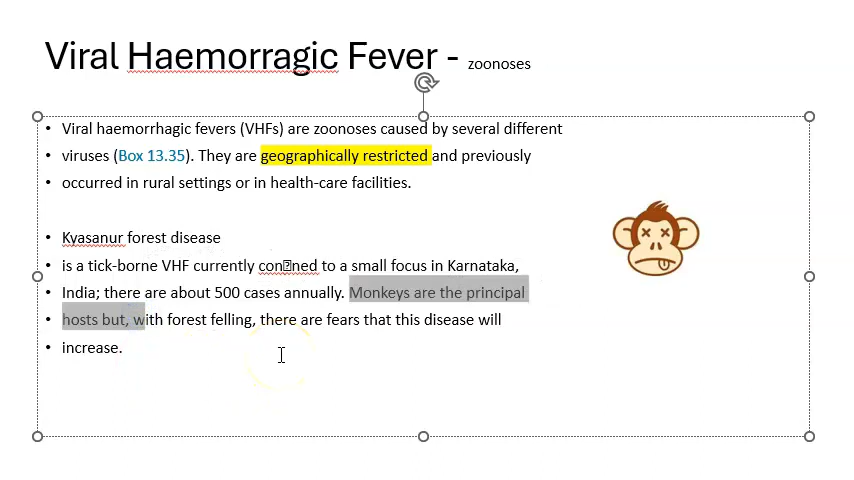 Viral Haemorragic Fever - zoonoses
• Viral haemorrhagic fevers (VHFs) are zoonoses caused by several different
• viruses (Box 13.35). They are geographically restricted and previously
• occurred in rural settings or in health-care facilities.
• Kyasanur forest disease
• is a tick-borne VHF currently con�ned to a small focus in Karnataka,
• India; there are about 500 cases annually. Monkeys are the principal
• hosts but, with forest felling, there are fears that this disease will
• increase.